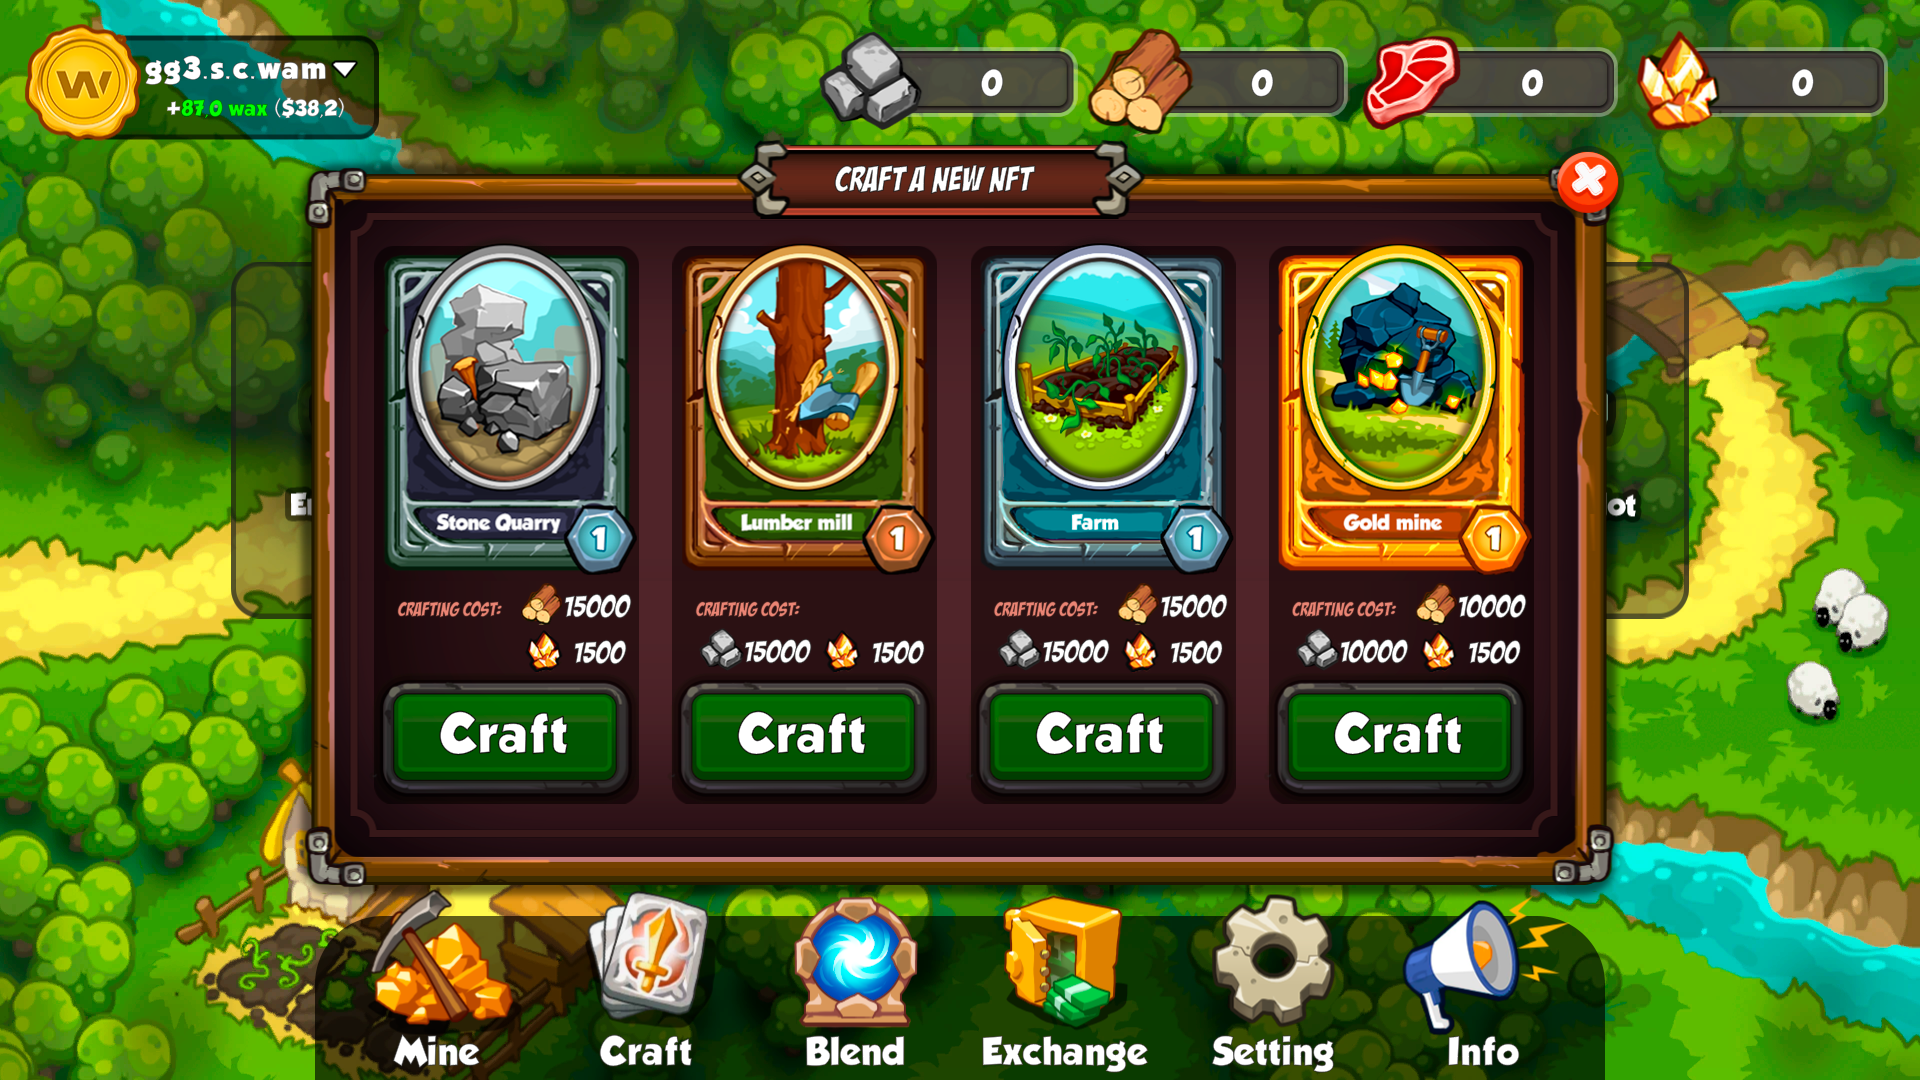 W
gg3.s.c.wam
+87,0 wax ($38,2)
0
0
0
0
CRAFT A NEW NFT
Stone Quarry
1
Lumber mill
1
Farm
1
Gold mine
1
CRAFTING COST: 15000
1500
CRAFTING COST:
15000 1500
CRAFTING COST: 15000
15000 1500
CRAFTING COST: 10000
10000 1500
Craft
Craft
Craft
Craft
ot
Mine
Craft
Blend
Exchange
Setting
Info